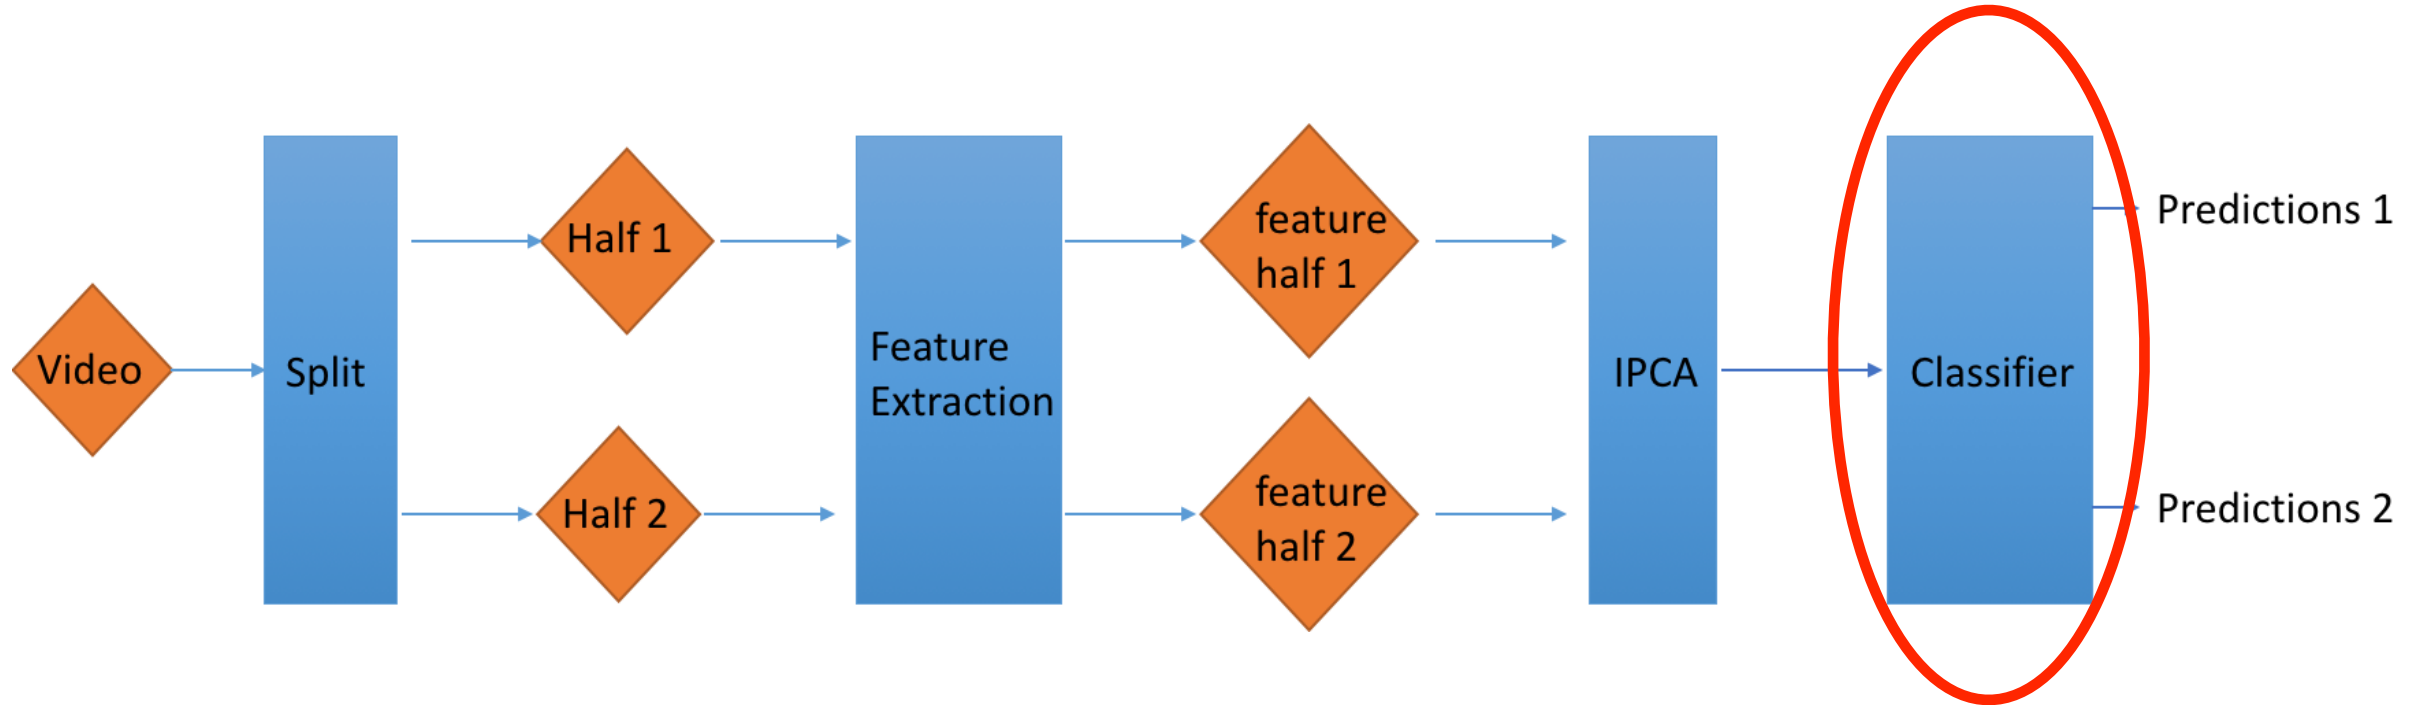 Video
Split
Half 1
Half 2
Feature
Extraction
feature
half 1
feature
half 2
IPCA
Classifier
Predictions 1
Predictions 2